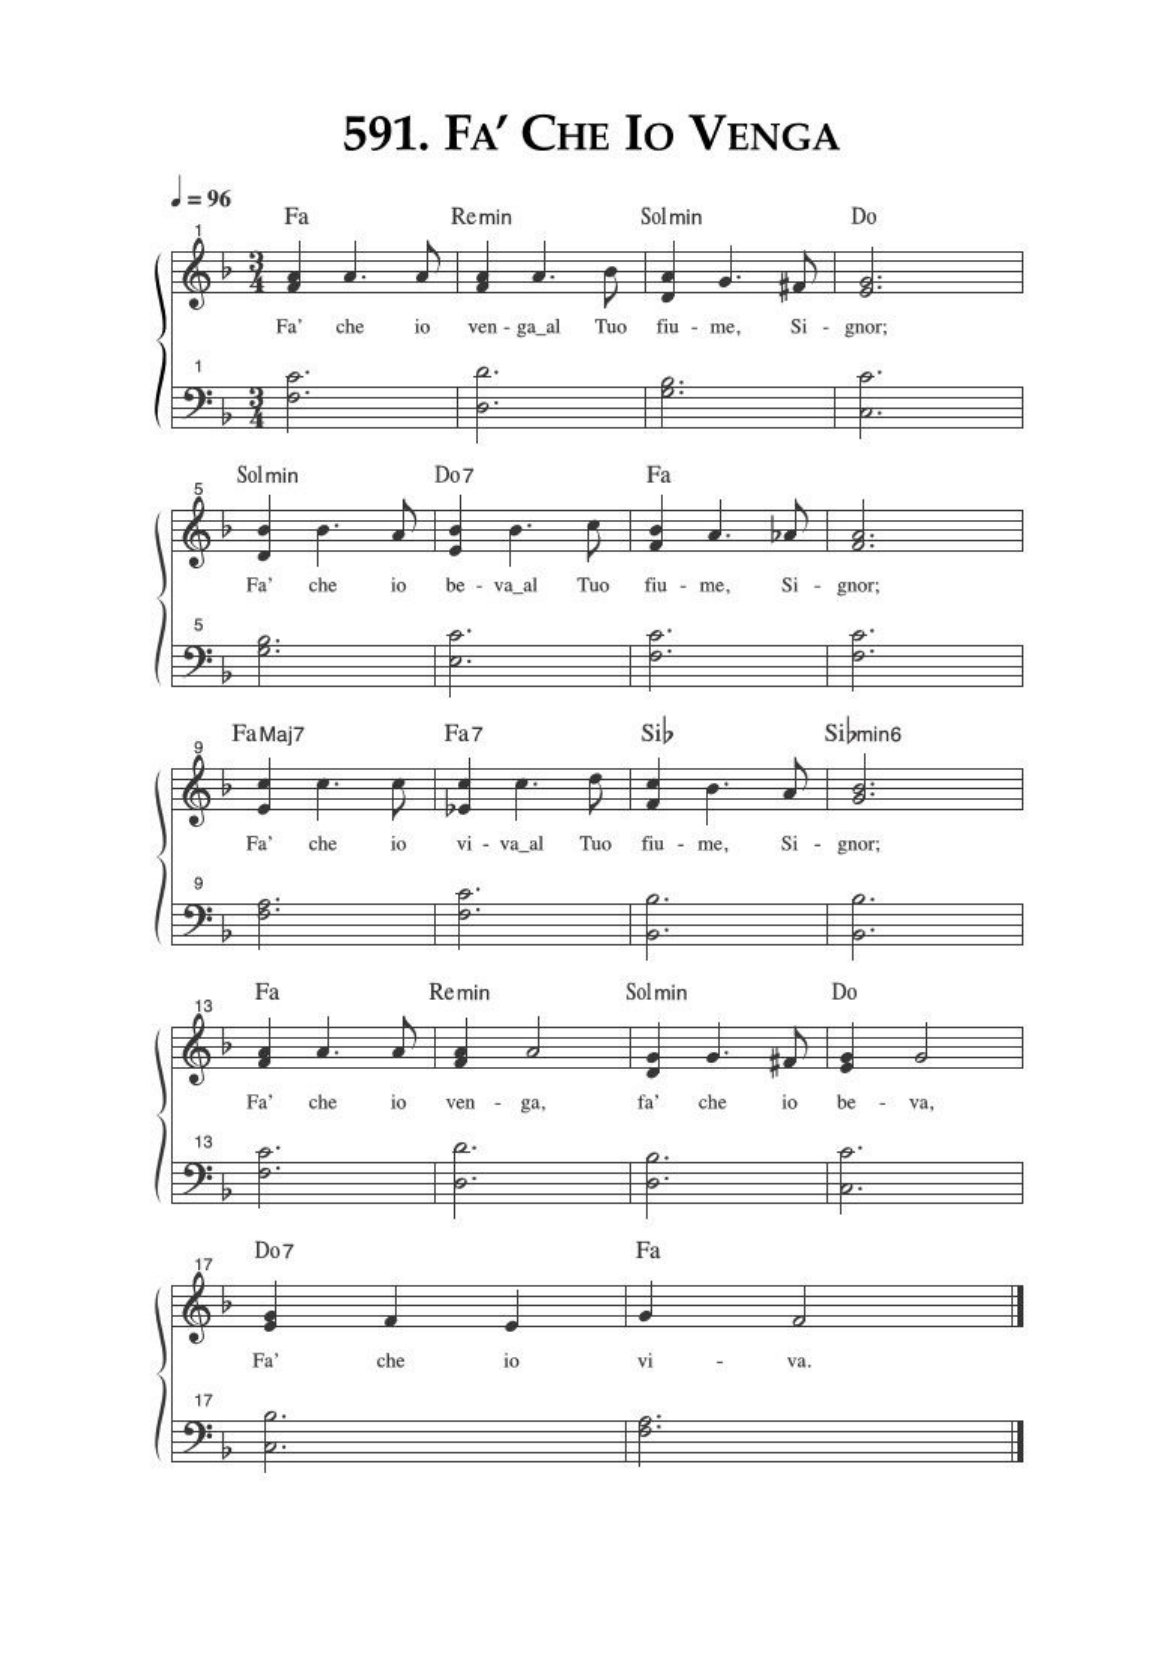 591. FA’ CHE IO VENGA
= 96
Fa Remin Solmin Do
1
3
4
Fa’ che io ven - ga_al Tuo fiu - me, Si - gnor;
1
3
4
Solmin Do7 Fa
5
Fa’ che io be - va_al Tuo fiu - me, Si - gnor;
5
FaMaj7 Fa7 Si♭ Si♭min6
9
Fa’ che io vi - va_al Tuo fiu - me, Si - gnor;
9
Fa Remin Solmin Do
13
Fa’ che io ven - ga, fa’ che io be - va,
13
Do7 Fa
17
Fa’ che io vi - va.
17